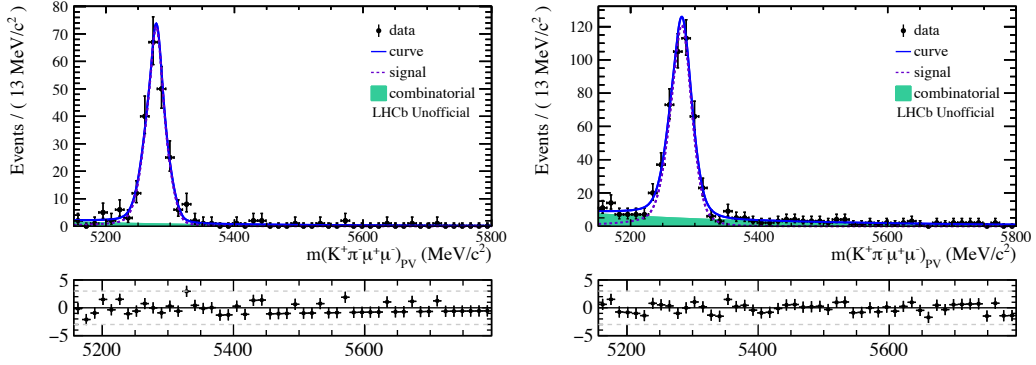 Events / ( 13 MeV/c²)
80
70
60
50
40
30
20
10
0
data
curve
signal
combinatorial
LHCb Unofficial
5200
5400
5600
5800
m(K⁺π⁻μ⁺μ⁻)PV (MeV/c²)
5
0
−5
5200
5400
5600
Events / ( 13 MeV/c²)
120
100
80
60
40
20
0
data
curve
signal
combinatorial
LHCb Unofficial
5200
5400
5600
5800
m(K⁺π⁻μ⁺μ⁻)PV (MeV/c²)
5
0
−5
5200
5400
5600